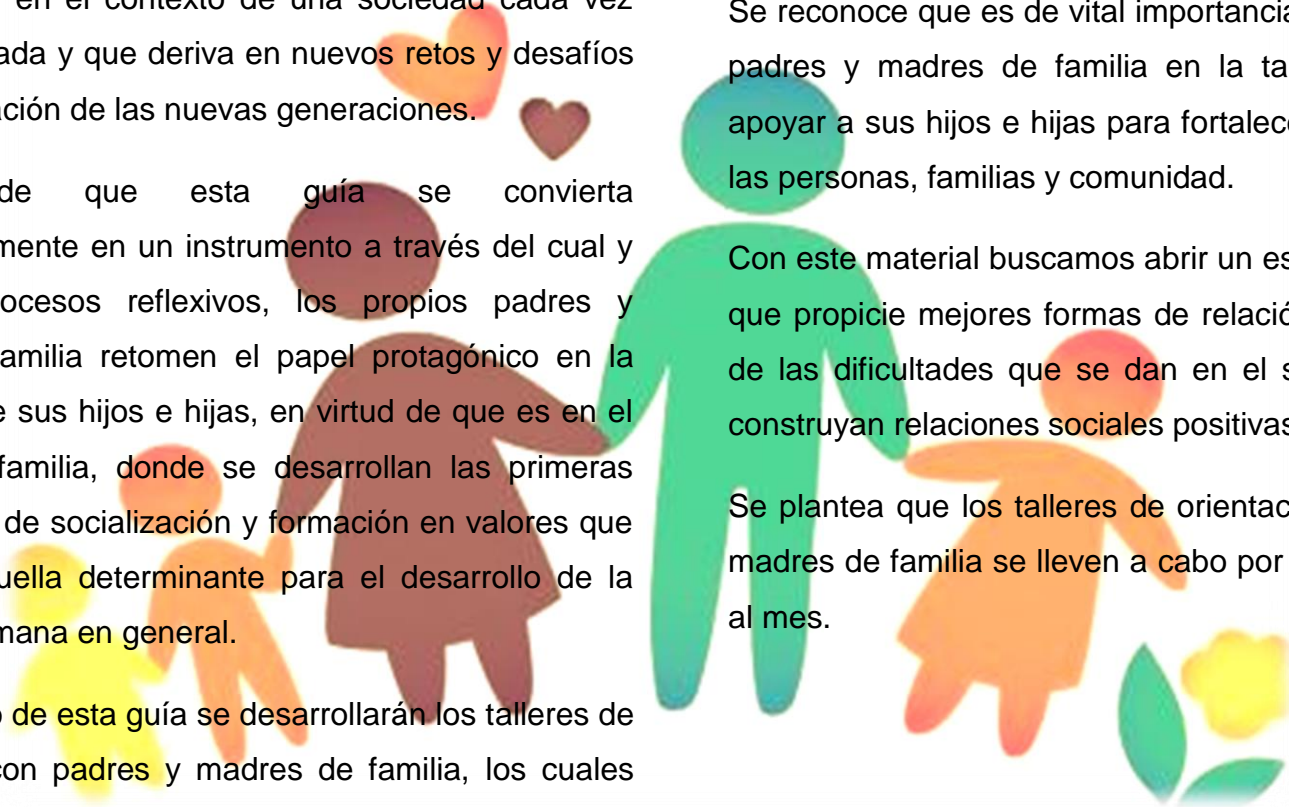 en el contexto de una sociedad cada vez
ada y que deriva en nuevos retos y desafíos
ción de las nuevas generaciones.
de que esta guía se convierta
mente en un instrumento a través del cual y
ocesos reflexivos, los propios padres y
amilia retomen el papel protagónico en la
e sus hijos e hijas, en virtud de que es en el
familia, donde se desarrollan las primeras
de socialización y formación en valores que
uella determinante para el desarrollo de la
mana en general.
o de esta guía se desarrollarán los talleres de
con padres y madres de familia, los cuales
Se reconoce que es de vital importancia
padres y madres de familia en la ta
apoyar a sus hijos e hijas para fortalec
las personas, familias y comunidad.
Con este material buscamos abrir un es
que propicie mejores formas de relació
de las dificultades que se dan en el s
construyan relaciones sociales positivas
Se plantea que los talleres de orientac
madres de familia se lleven a cabo por
al mes.